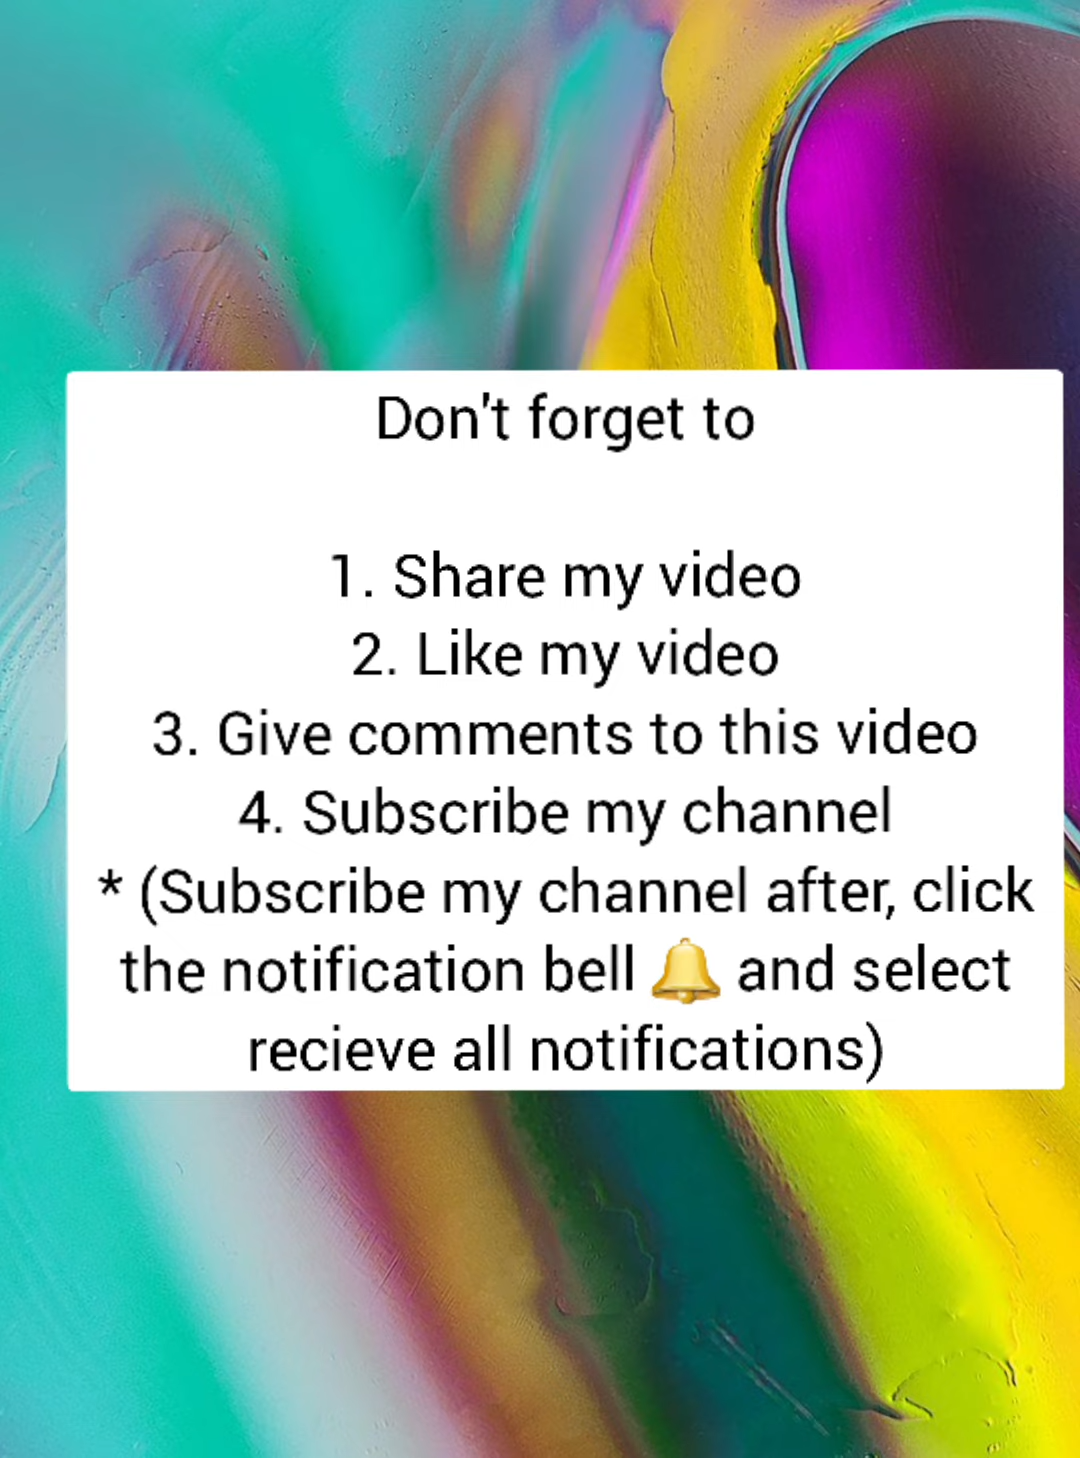 Don't forget to
1. Share my video
2. Like my video
3. Give comments to this video
4. Subscribe my channel
* (Subscribe my channel after, click
the notification bell 🔔 and select
recieve all notifications)